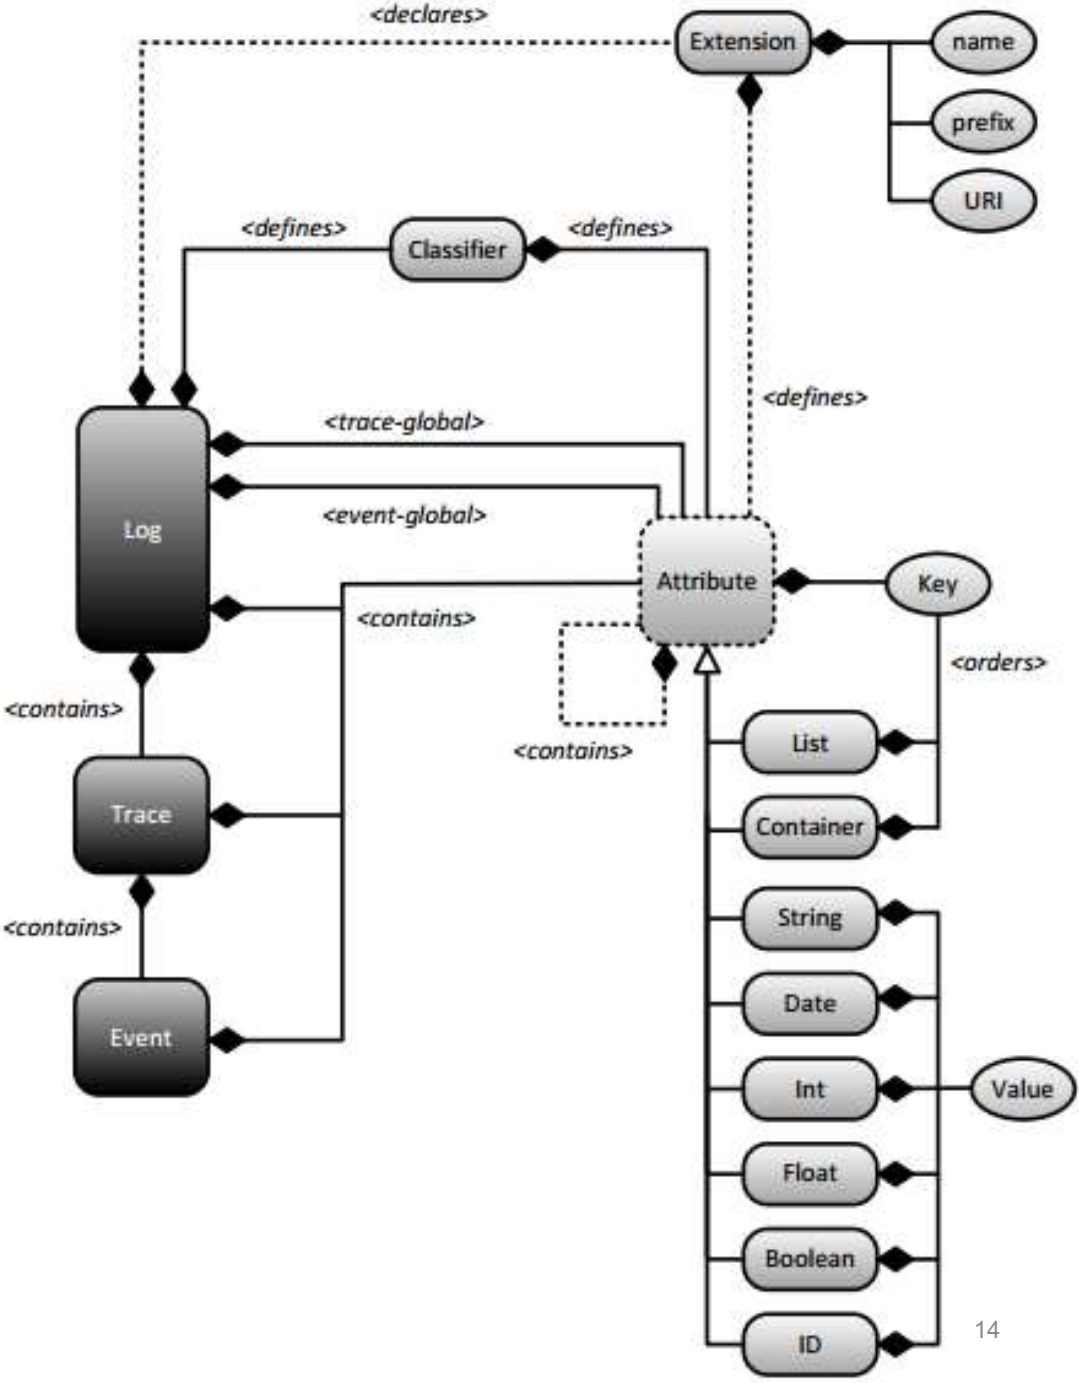 <declares>
Extension
name
prefix
URI
<defines>
Classifier
<defines>
<defines>
<trace-global>
<event-global>
Log
Attribute
Key
<contains>
<orders>
<contains>
<contains>
List
Trace
Container
<contains>
String
Date
Event
Int
Value
Float
Boolean
ID
14